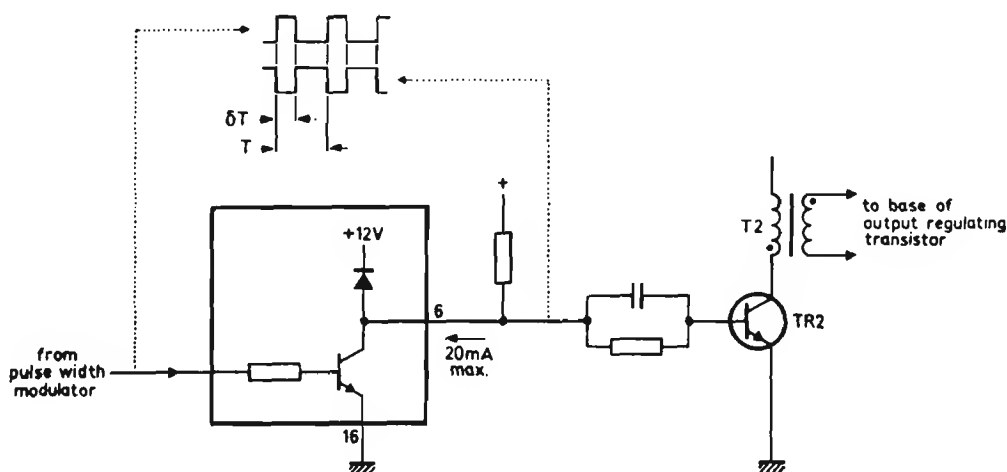 δT
T
+
+12V
T2
to base of
output regulating
transistor
6
20mA
max.
TR2
from
pulse width
modulator
16